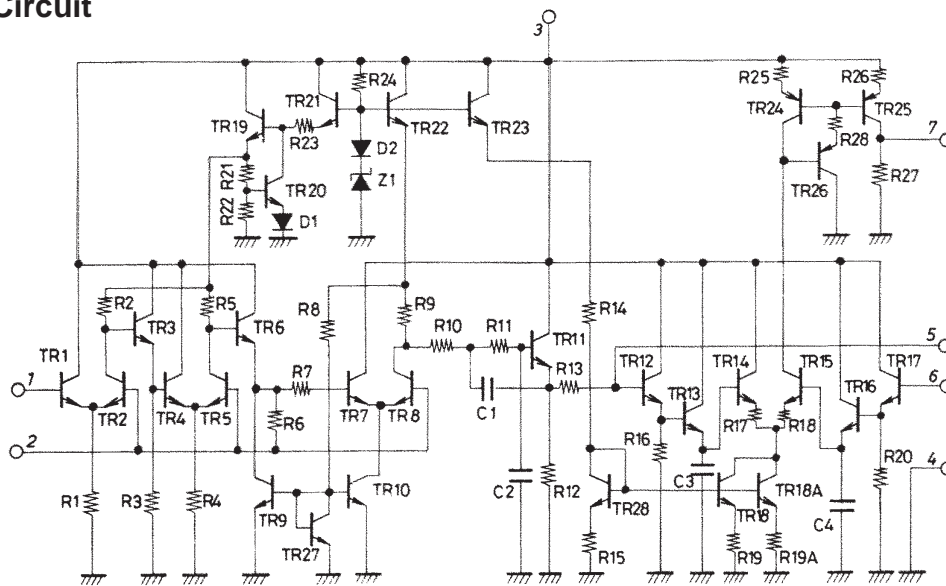 Circuit
3
R24
R25
R26
TR21
TR24
TR25
TR19
TR22
TR23
R23
R28
7
D2
R21
Z1
TR20
TR26
R27
R22
D1
R2
R5
R8
R9
R14
TR3
TR6
R10
R11
TR11
5
TR1
R13
TR12
TR14
TR15
TR17
1
R7
TR13
TR16
6
TR2
TR4
TR5
TR7
TR8
C1
R17
R18
2
R6
R16
R20
4
C3
R1
R3
R4
TR9
TR10
C2
R12
TR28
TR18
TR18A
C4
TR27
R15
R19
R19A